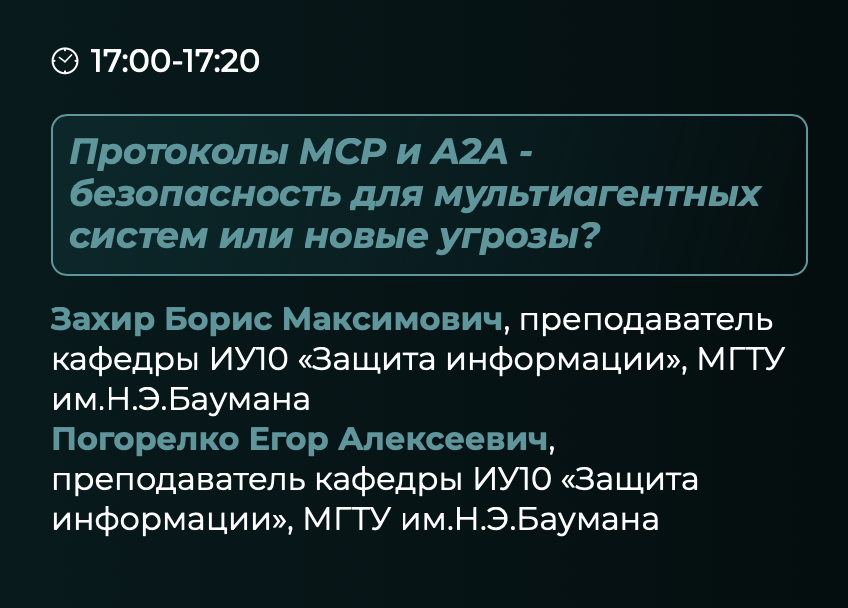 17:00-17:20
Протоколы MCP и A2A -
безопасность для мультиагентных
систем или новые угрозы?
Захир Борис Максимович, преподаватель
кафедры ИУ10 «Защита информации», МГТУ
им.Н.Э.Баумана
Погорелко Егор Алексеевич,
преподаватель кафедры ИУ10 «Защита
информации», МГТУ им.Н.Э.Баумана